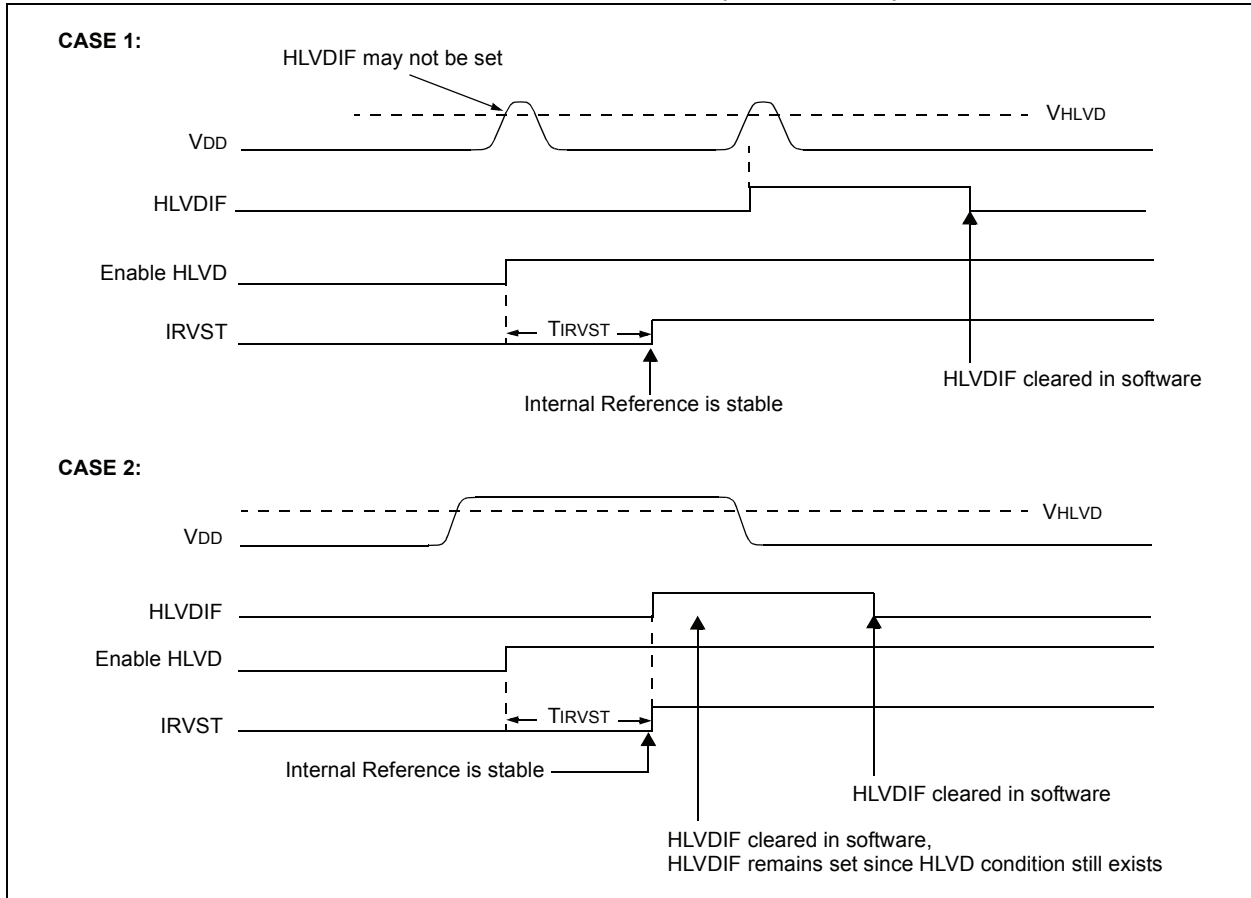 CASE 1:
HLVDIF may not be set
VHLVD
VDD
HLVDIF
Enable HLVD
TIRVST
IRVST
HLVDIF cleared in software
Internal Reference is stable
CASE 2:
VHLVD
VDD
HLVDIF
Enable HLVD
TIRVST
IRVST
Internal Reference is stable
HLVDIF cleared in software
HLVDIF cleared in software,
HLVDIF remains set since HLVD condition still exists